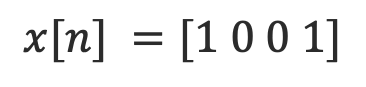 x[n] = [1 0 0 1]